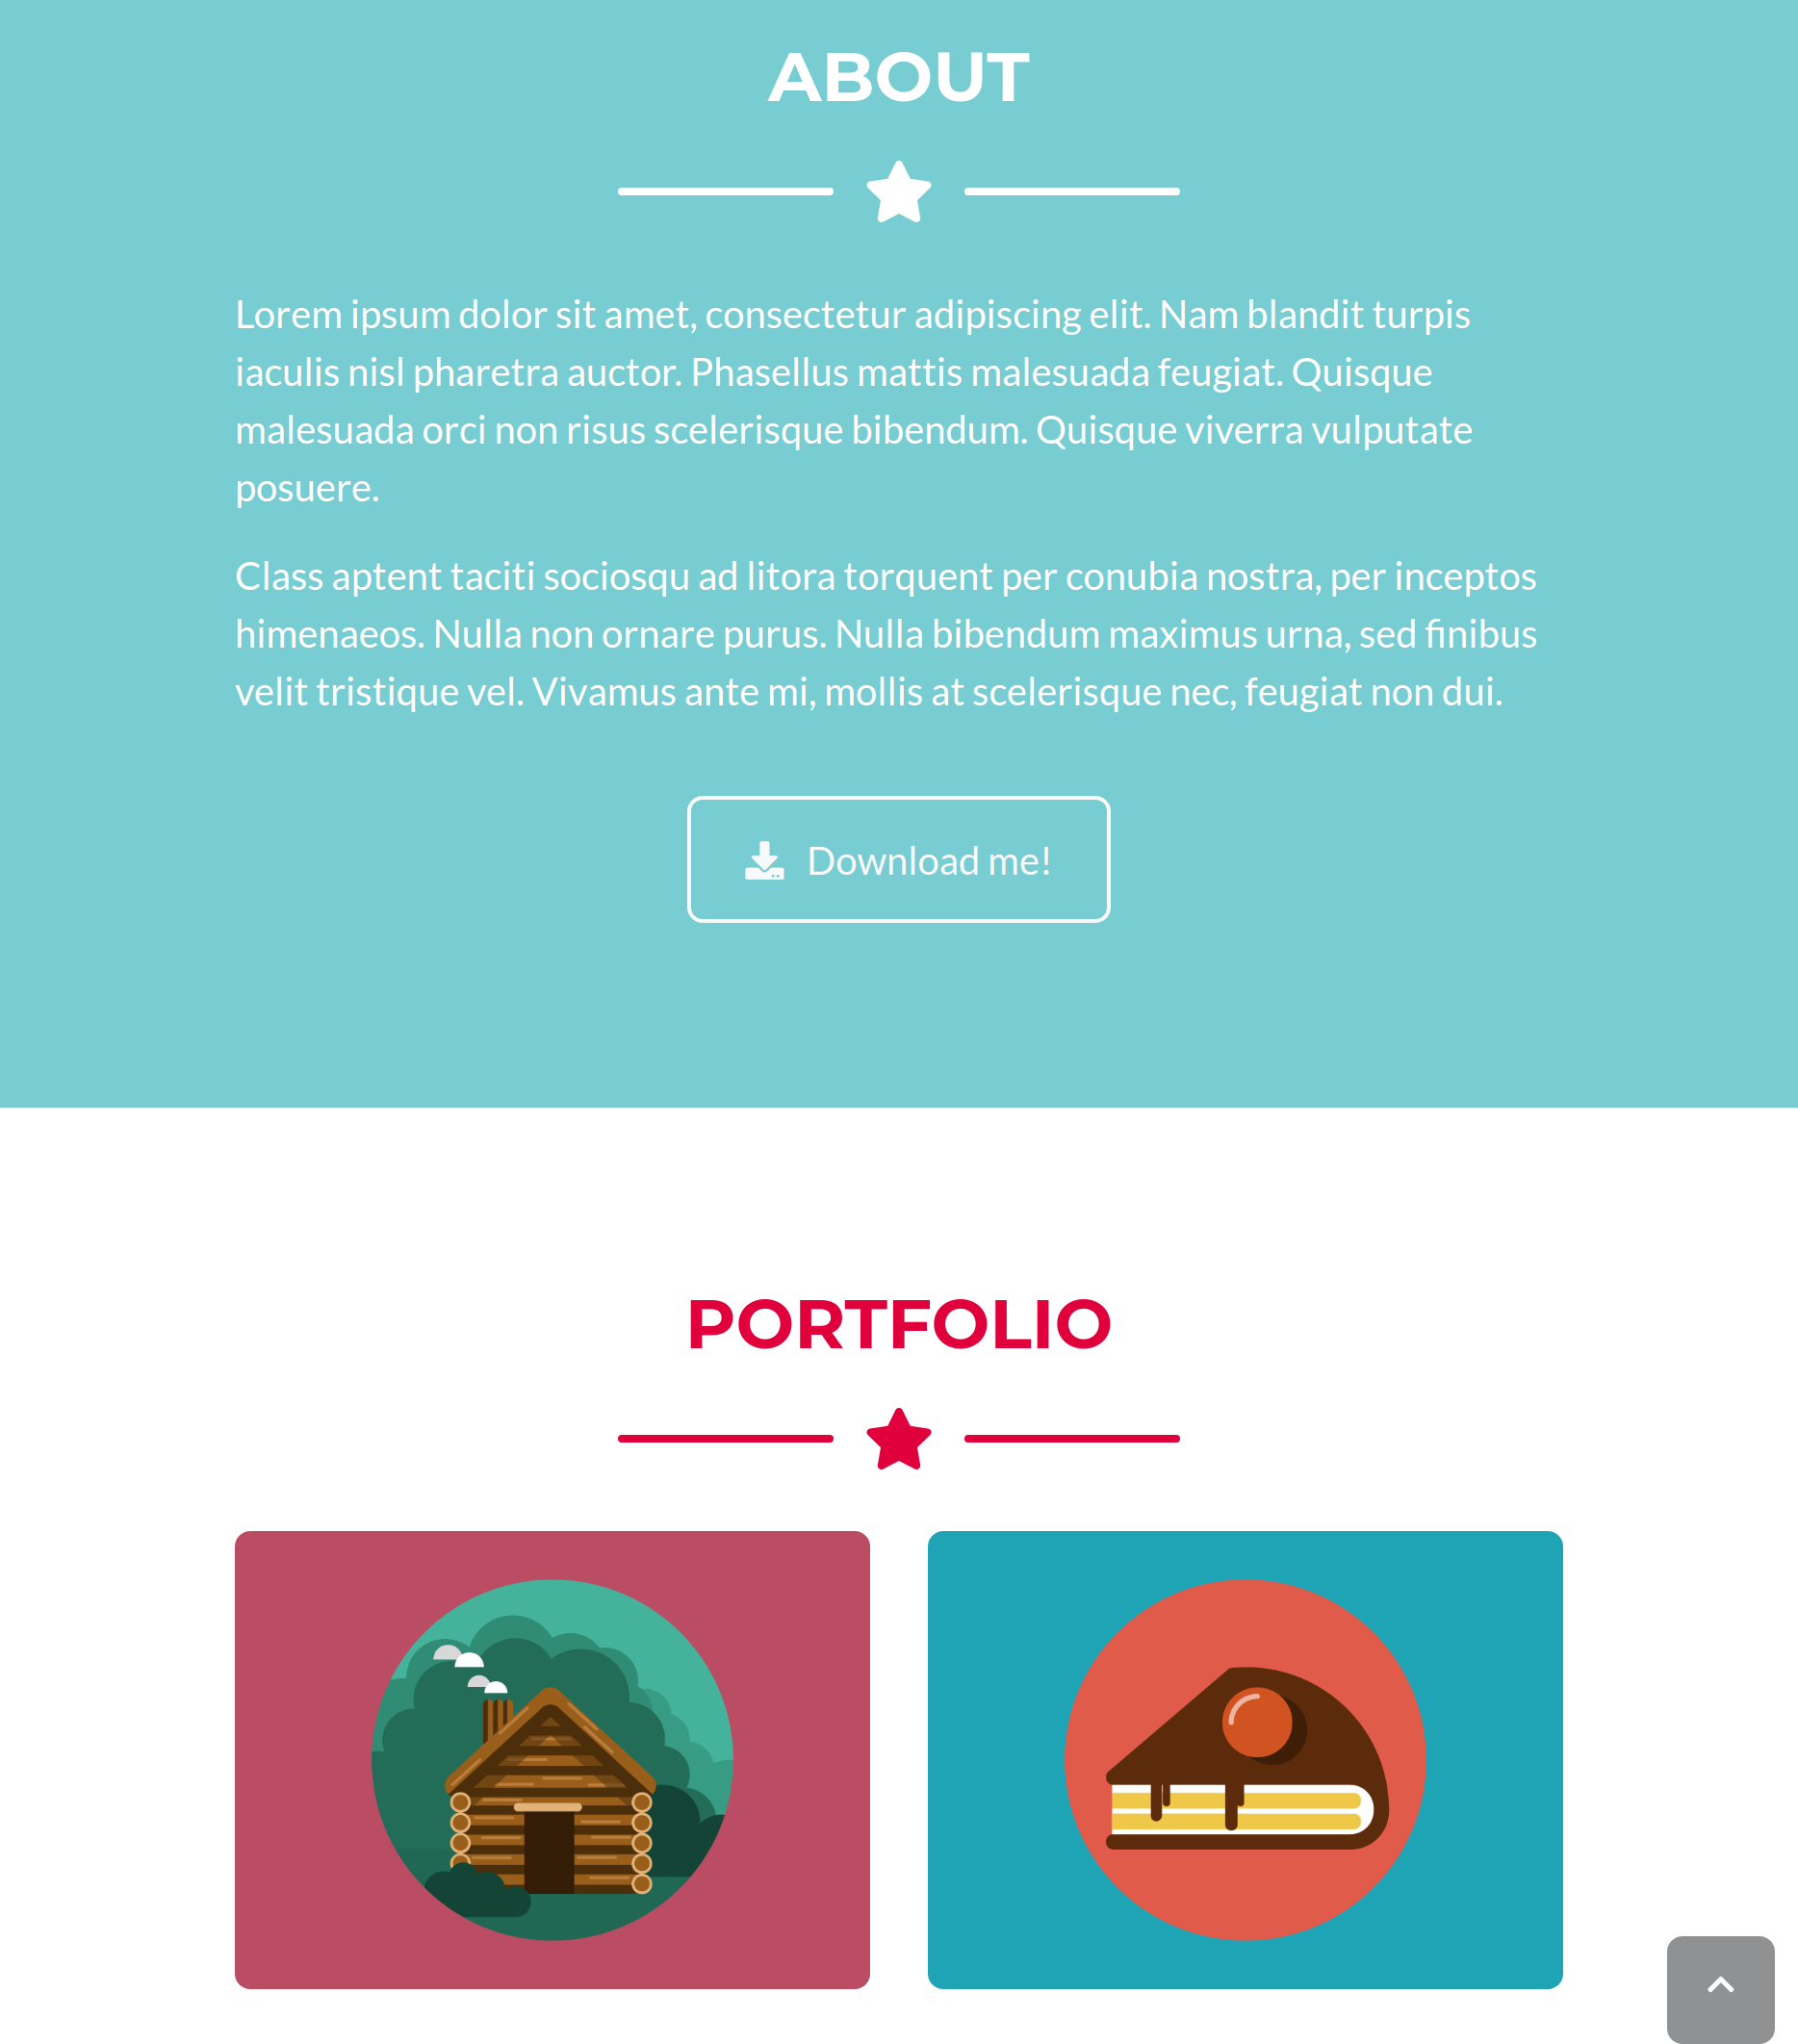 ABOUT
Lorem ipsum dolor sit amet, consectetur adipiscing elit. Nam blandit turpis
iaculis nisl pharetra auctor. Phasellus mattis malesuada feugiat. Quisque
malesuada orci non risus scelerisque bibendum. Quisque viverra vulputate
posuere.
Class aptent taciti sociosqu ad litora torquent per conubia nostra, per inceptos
himenaeos. Nulla non ornare purus. Nulla bibendum maximus urna, sed finibus
velit tristique vel. Vivamus ante mi, mollis at scelerisque nec, feugiat non dui.
Download me!
PORTFOLIO